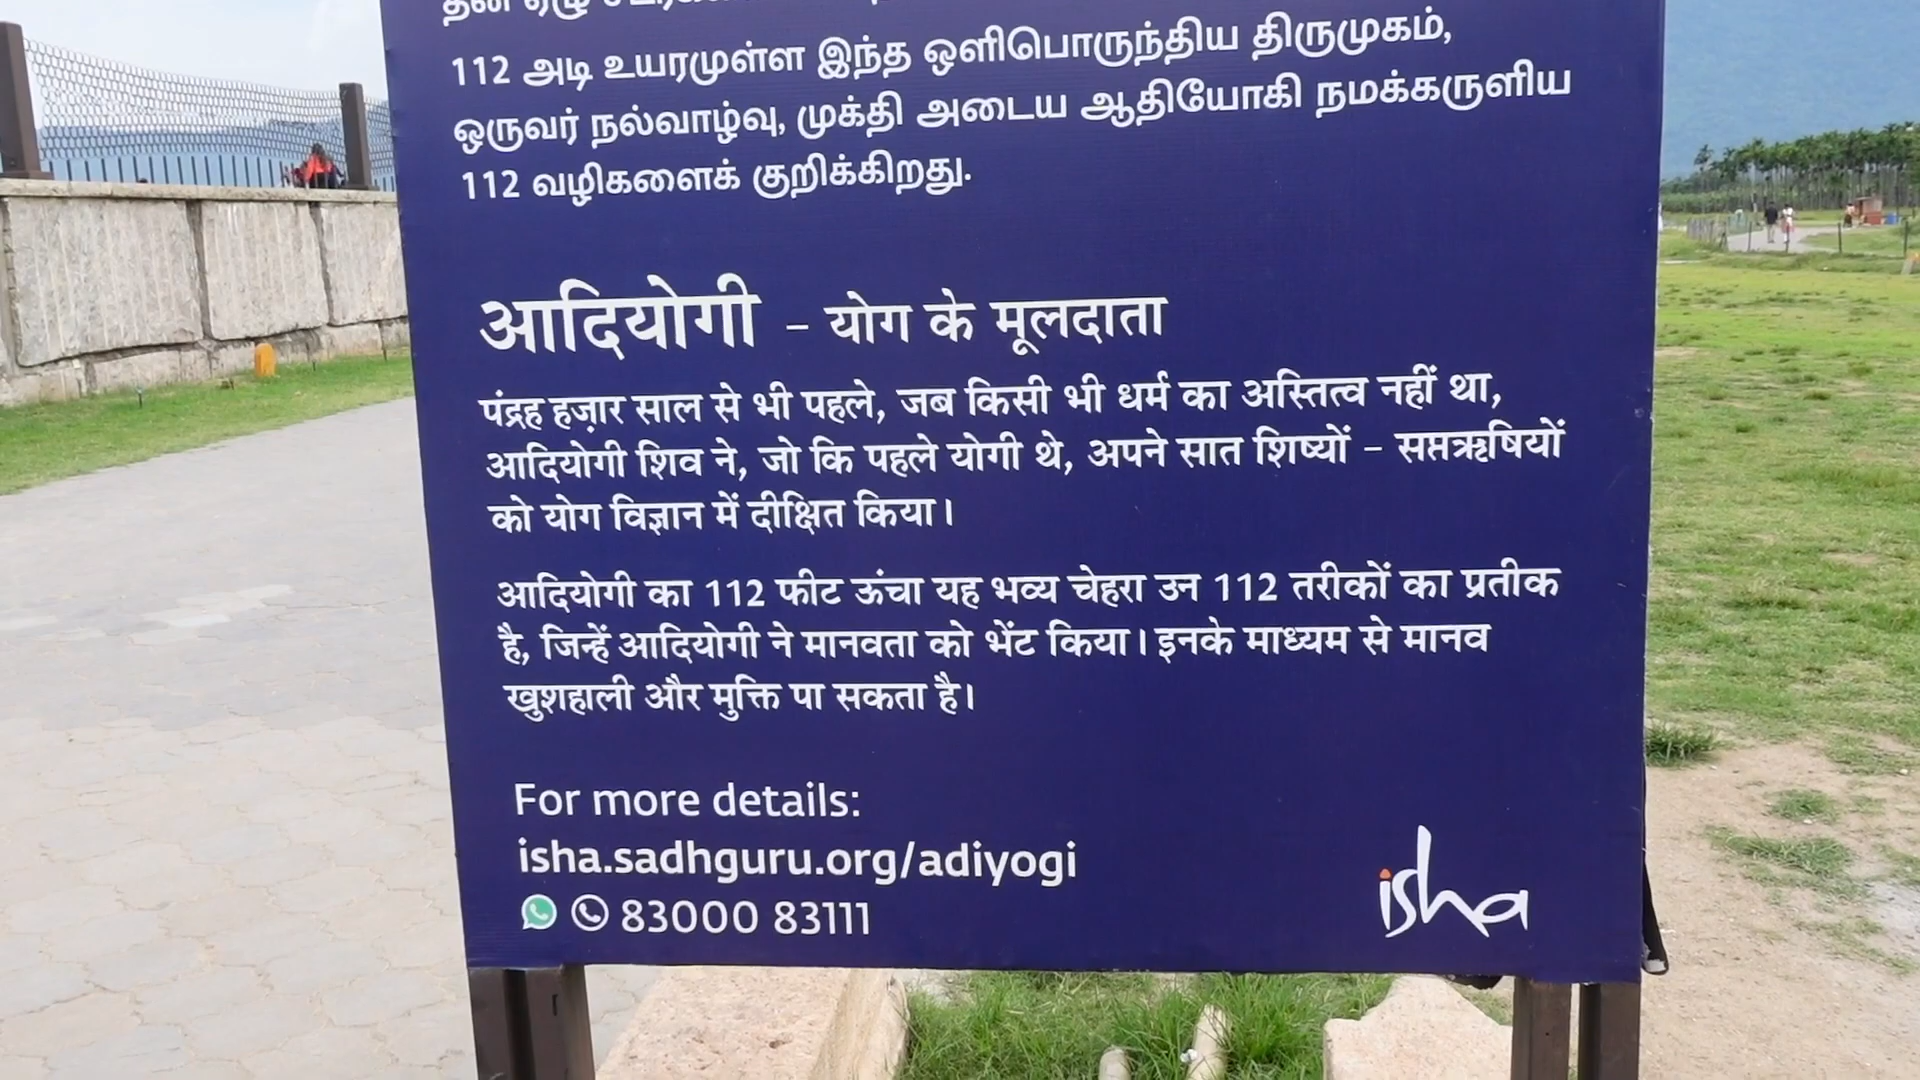 112 அடி உயரமுள்ள இந்த ஒளிபொருந்திய திருமுகம்,
ஒருவர் நல்வாழ்வு, முக்தி அடைய ஆதியோகி நமக்கருளிய
112 வழிகளைக் குறிக்கிறது.
आदियोगी – योग के मूलदाता
पंद्रह हज़ार साल से भी पहले, जब किसी भी धर्म का अस्तित्व नहीं था,
आदियोगी शिव ने, जो कि पहले योगी थे, अपने सात शिष्यों – सप्तऋषियों
को योग विज्ञान में दीक्षित किया।
आदियोगी का 112 फीट ऊंचा यह भव्य चेहरा उन 112 तरीकों का प्रतीक
है, जिन्हें आदियोगी ने मानवता को भेंट किया। इनके माध्यम से मानव
खुशहाली और मुक्ति पा सकता है।
For more details:
isha.sadhguru.org/adiyogi
83000 83111
isha